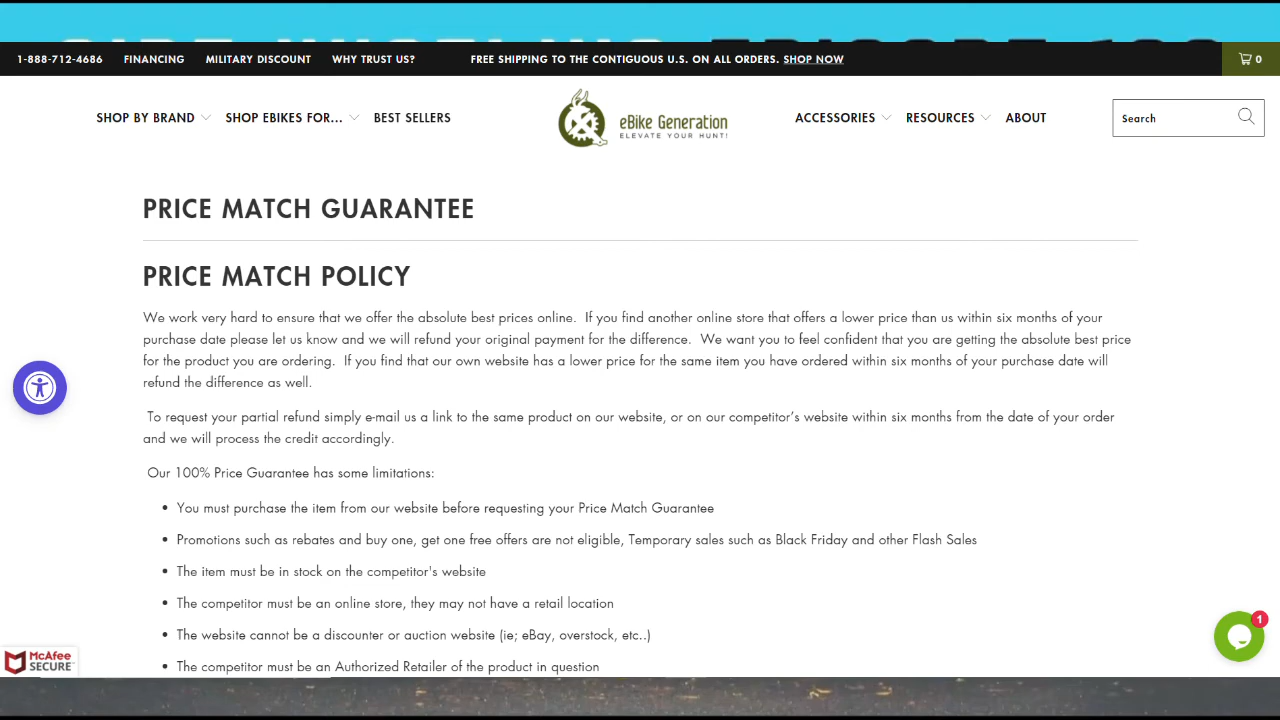 1-888-712-4686 FINANCING MILITARY DISCOUNT WHY TRUST US? FREE SHIPPING TO THE CONTIGUOUS U.S. ON ALL ORDERS. SHOP NOW 0
SHOP BY BRAND SHOP EBIKES FOR... BEST SELLERS eBike Generation ACCESSORIES RESOURCES ABOUT Search
ELEVATE YOUR HUNT!
PRICE MATCH GUARANTEE
PRICE MATCH POLICY
We work very hard to ensure that we offer the absolute best prices online. If you find another online store that offers a lower price than us within six months of your
purchase date please let us know and we will refund your original payment for the difference. We want you to feel confident that you are getting the absolute best price
for the product you are ordering. If you find that our own website has a lower price for the same item you have ordered within six months of your purchase date will
refund the difference as well.
To request your partial refund simply e-mail us a link to the same product on our website, or on our competitor's website within six months from the date of your order
and we will process the credit accordingly.
Our 100% Price Guarantee has some limitations:
• You must purchase the item from our website before requesting your Price Match Guarantee
• Promotions such as rebates and buy one, get one free offers are not eligible, Temporary sales such as Black Friday and other Flash Sales
• The item must be in stock on the competitor's website
• The competitor must be an online store, they may not have a retail location
• The website cannot be a discounter or auction website (ie; eBay, overstock, etc..)
• The competitor must be an Authorized Retailer of the product in question
1
McAfee
SECURE